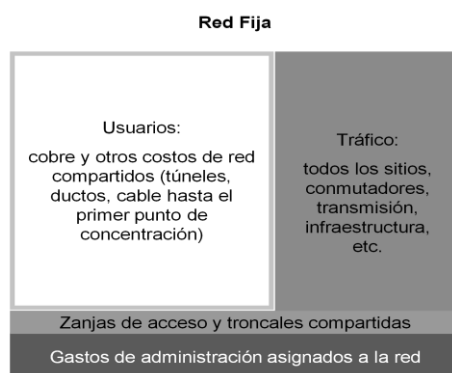 Red Fija
Usuarios:
cobre y otros costos de red
compartidos (túneles,
ductos, cable hasta el
primer punto de
concentración)
Tráfico:
todos los sitios,
conmutadores,
transmisión,
infraestructura,
etc.
Zanjas de acceso y troncales compartidas
Gastos de administración asignados a la red